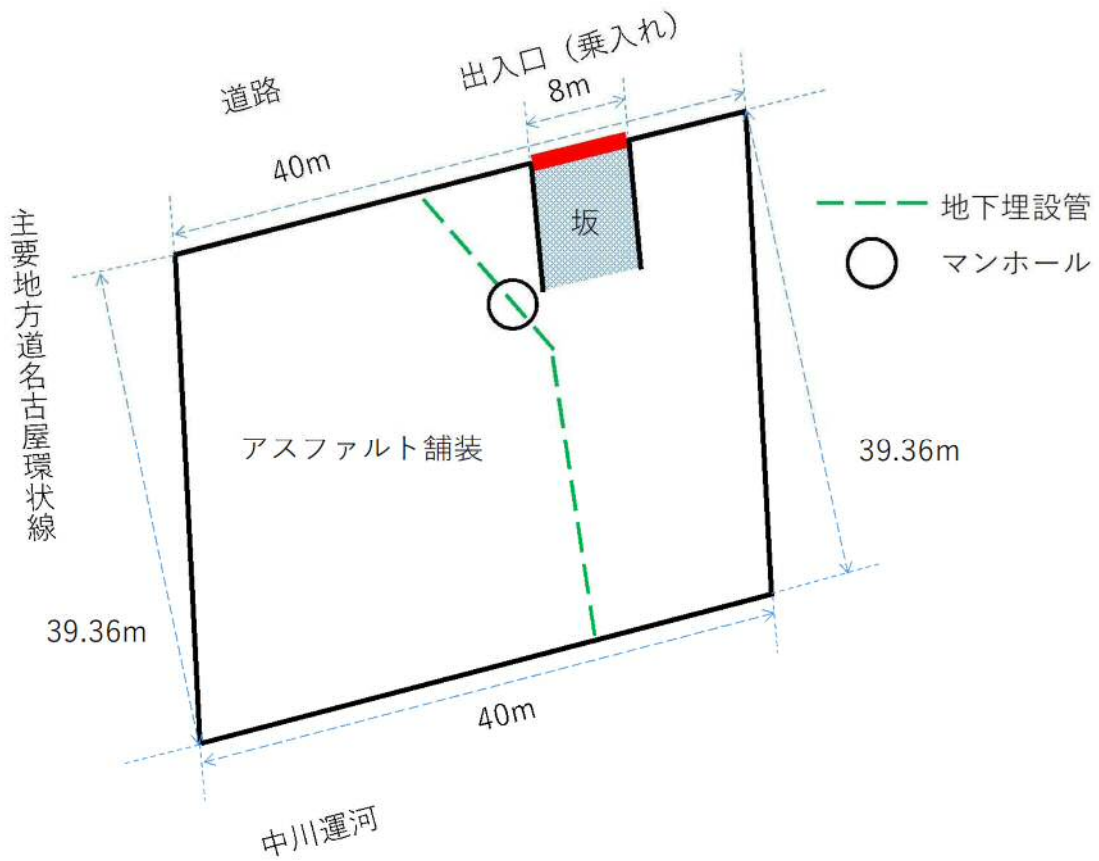 出入口（乗入れ）
道路
8m
40m
地下埋設管
マンホール
坂
主要地方道名古屋環状線
アスファルト舗装
39.36m
39.36m
40m
中川運河